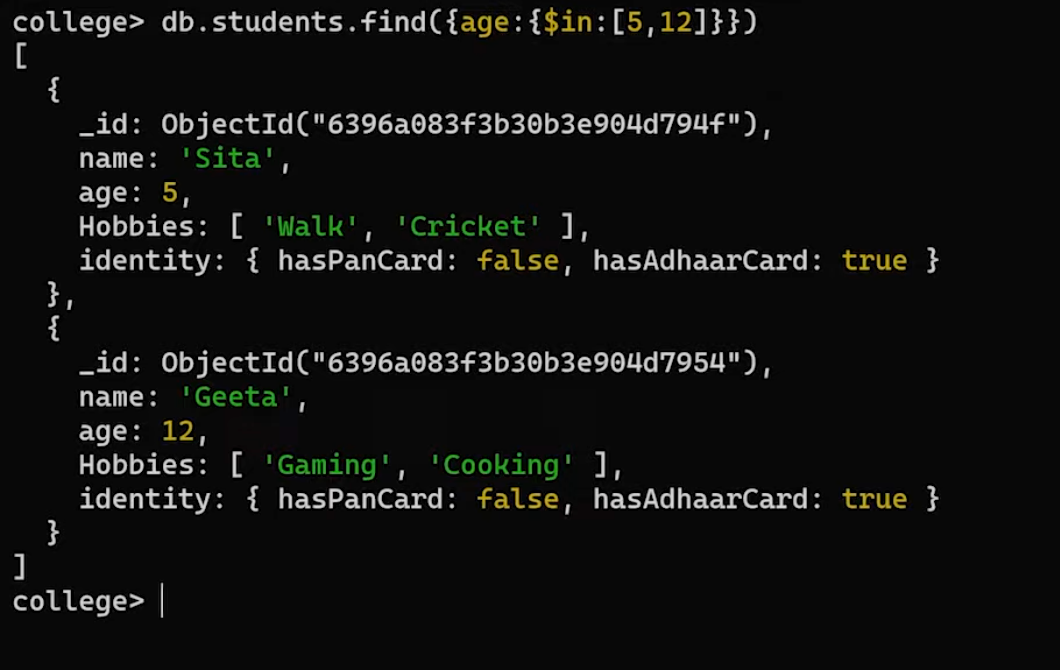 college> db.students.find({age:{$in:[5,12]}})
[
  {
    _id: ObjectId("6396a083f3b30b3e904d794f"),
    name: 'Sita',
    age: 5,
    Hobbies: [ 'Walk', 'Cricket' ],
    identity: { hasPanCard: false, hasAdhaarCard: true }
  },
  {
    _id: ObjectId("6396a083f3b30b3e904d7954"),
    name: 'Geeta',
    age: 12,
    Hobbies: [ 'Gaming', 'Cooking' ],
    identity: { hasPanCard: false, hasAdhaarCard: true }
  }
]
college>